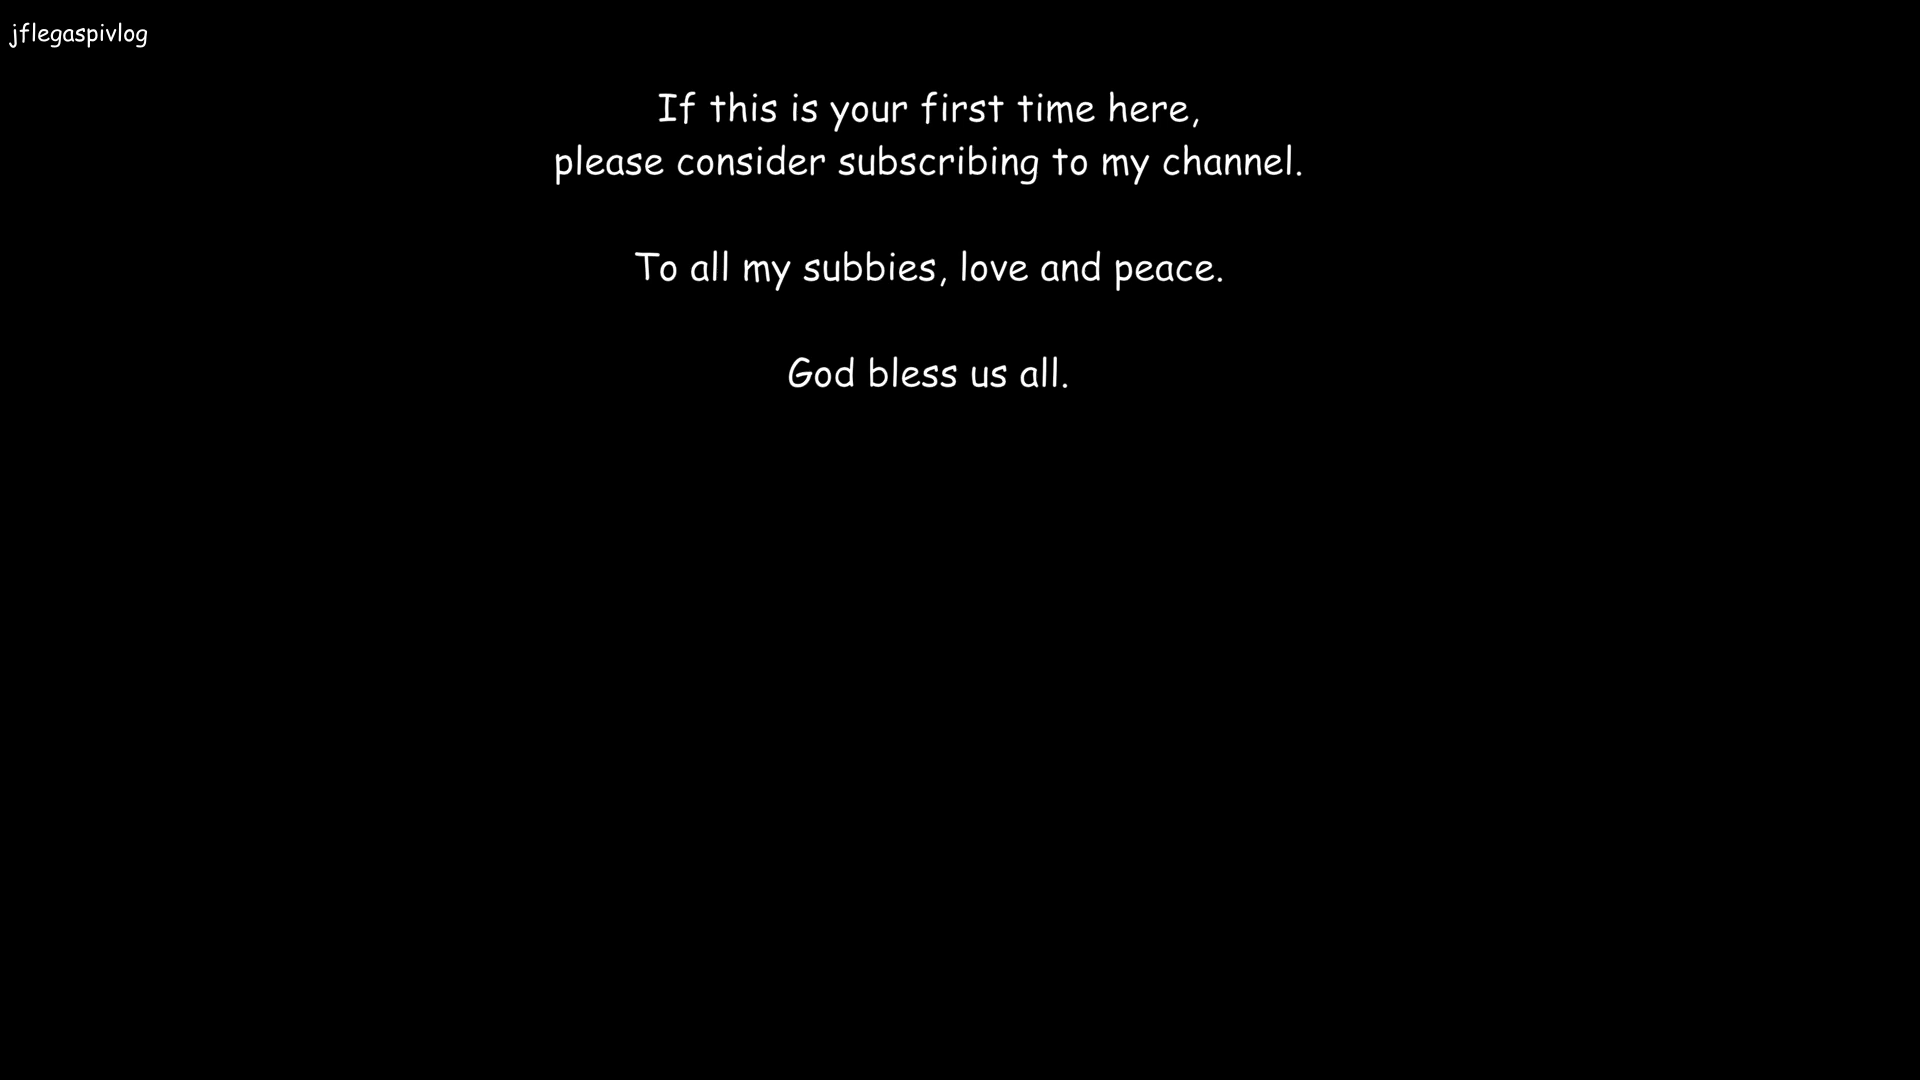 jflegaspivlog
If this is your first time here,
please consider subscribing to my channel.
To all my subbies, love and peace.
God bless us all.